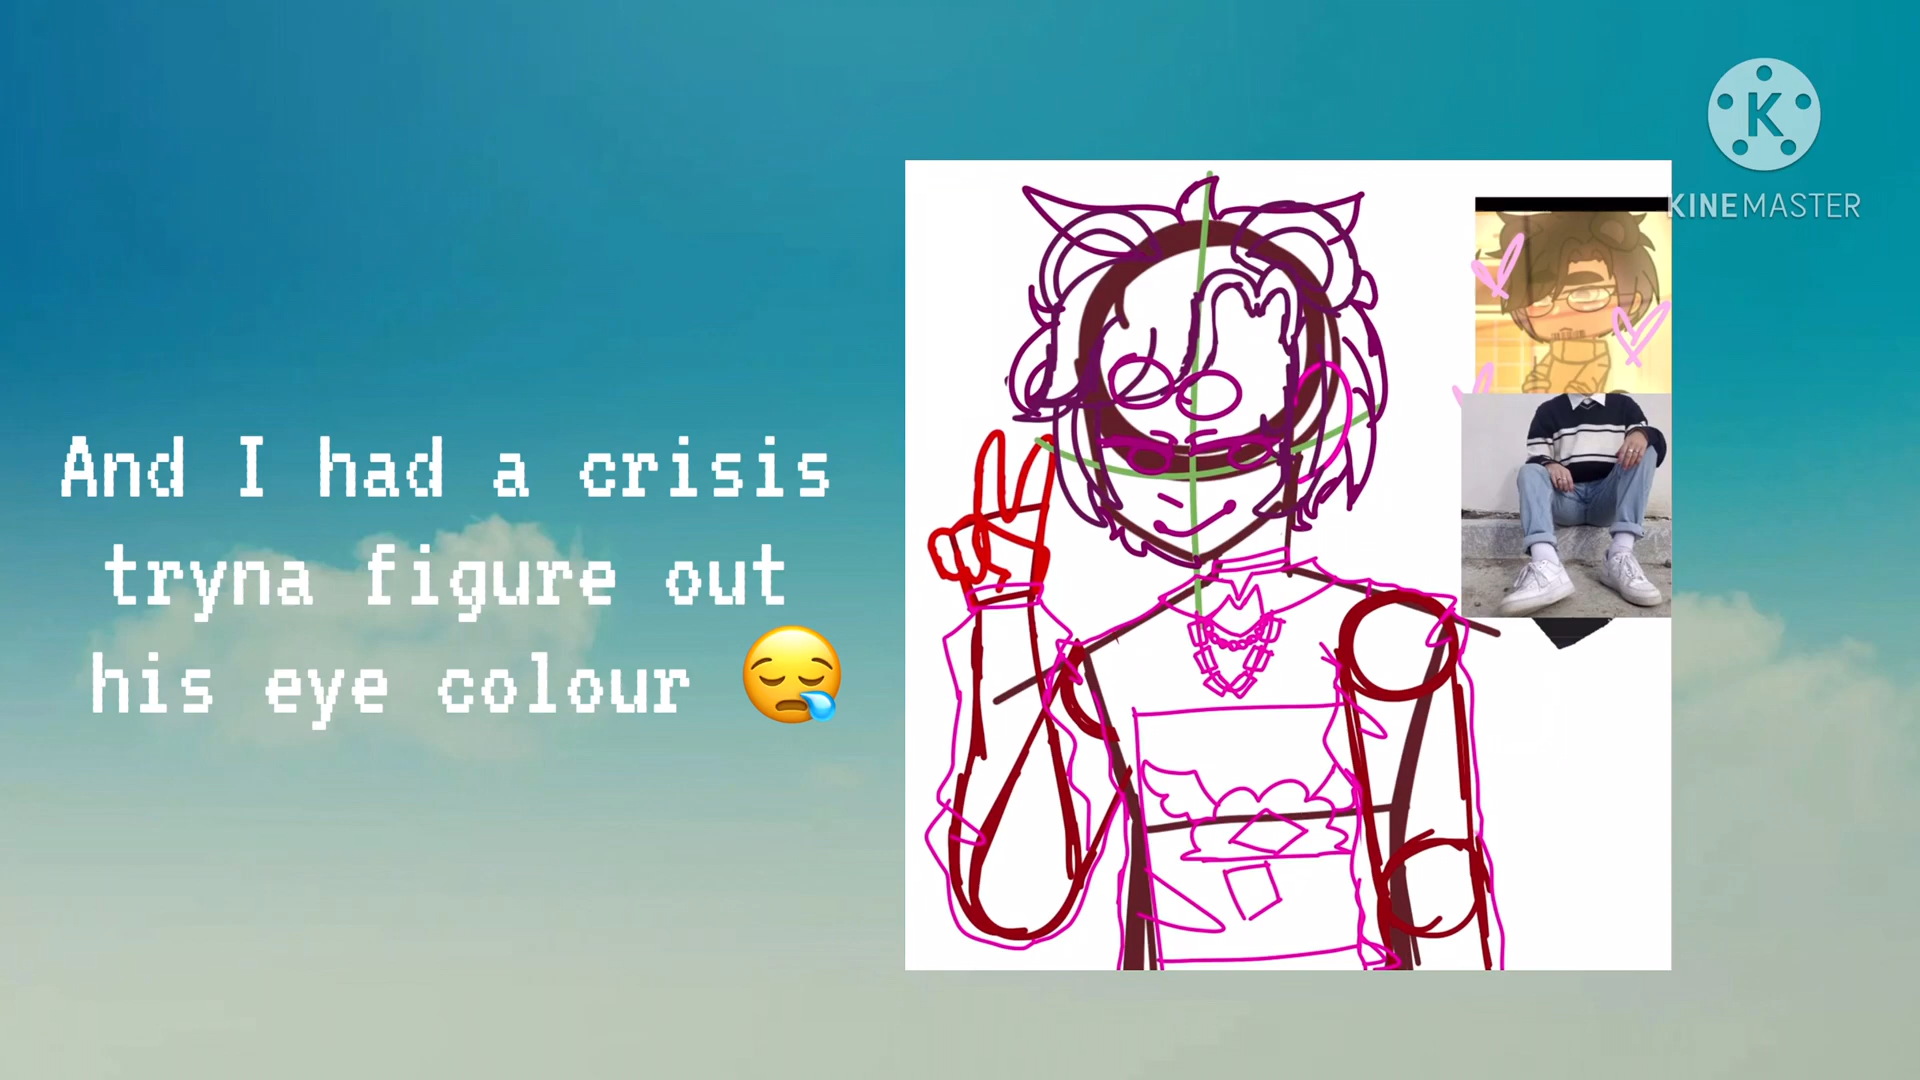 And I had a crisis
tryna figure out
his eye colour 😪
K
KINEMASTER